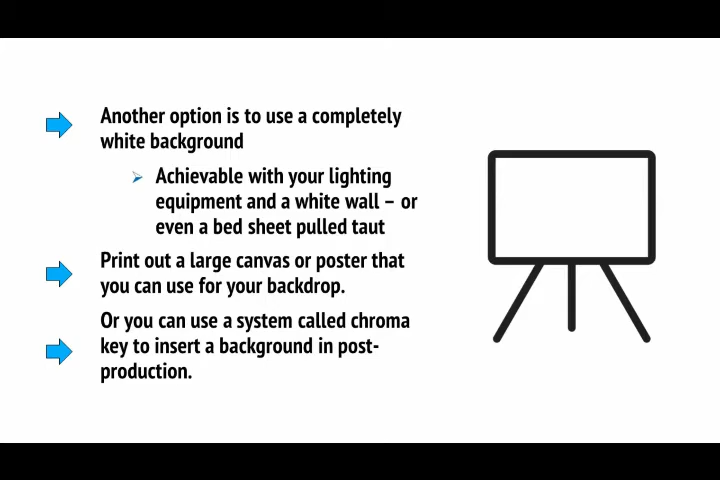 Another option is to use a completely
white background
Achievable with your lighting
equipment and a white wall – or
even a bed sheet pulled taut
Print out a large canvas or poster that
you can use for your backdrop.
Or you can use a system called chroma
key to insert a background in post-
production.